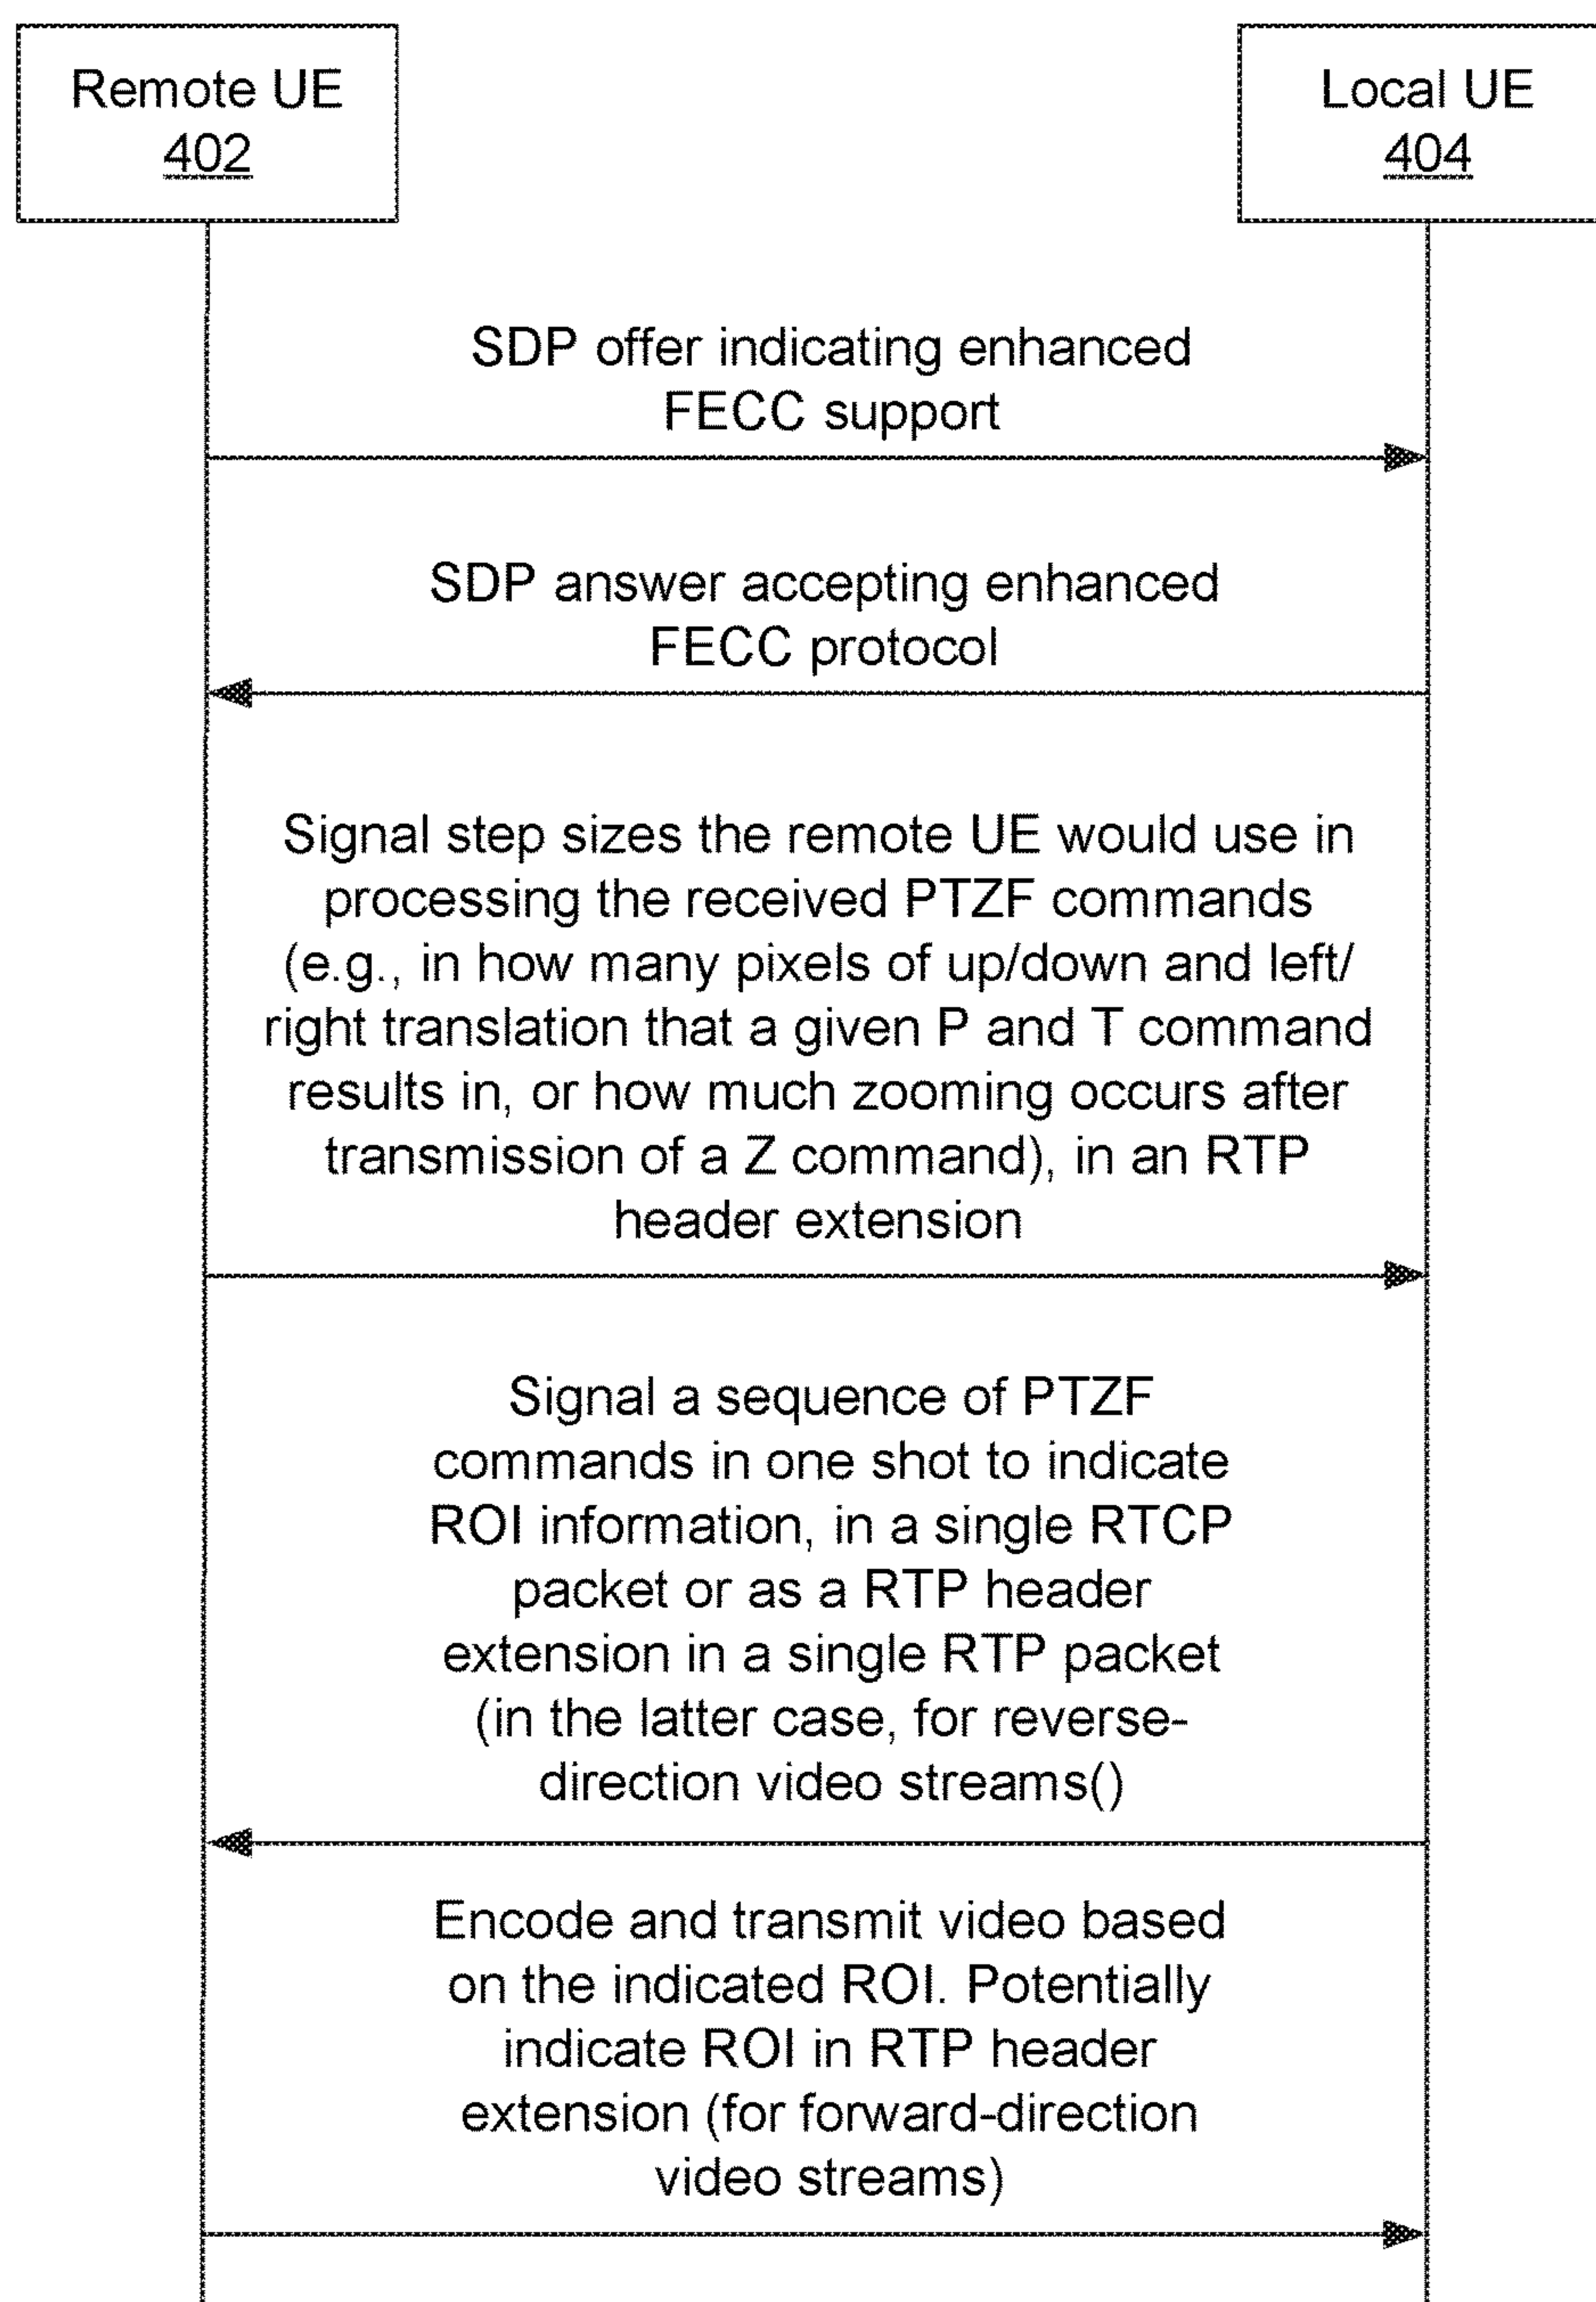 Remote UE
402
Local UE
404
SDP offer indicating enhanced
FECC support
SDP answer accepting enhanced
FECC protocol
Signal step sizes the remote UE would use in
processing the received PTZF commands
(e.g., in how many pixels of up/down and left/
right translation that a given P and T command
results in, or how much zooming occurs after
transmission of a Z command), in an RTP
header extension
Signal a sequence of PTZF
commands in one shot to indicate
ROI information, in a single RTCP
packet or as a RTP header
extension in a single RTP packet
(in the latter case, for reverse-
direction video streams()
Encode and transmit video based
on the indicated ROI. Potentially
indicate ROI in RTP header
extension (for forward-direction
video streams)